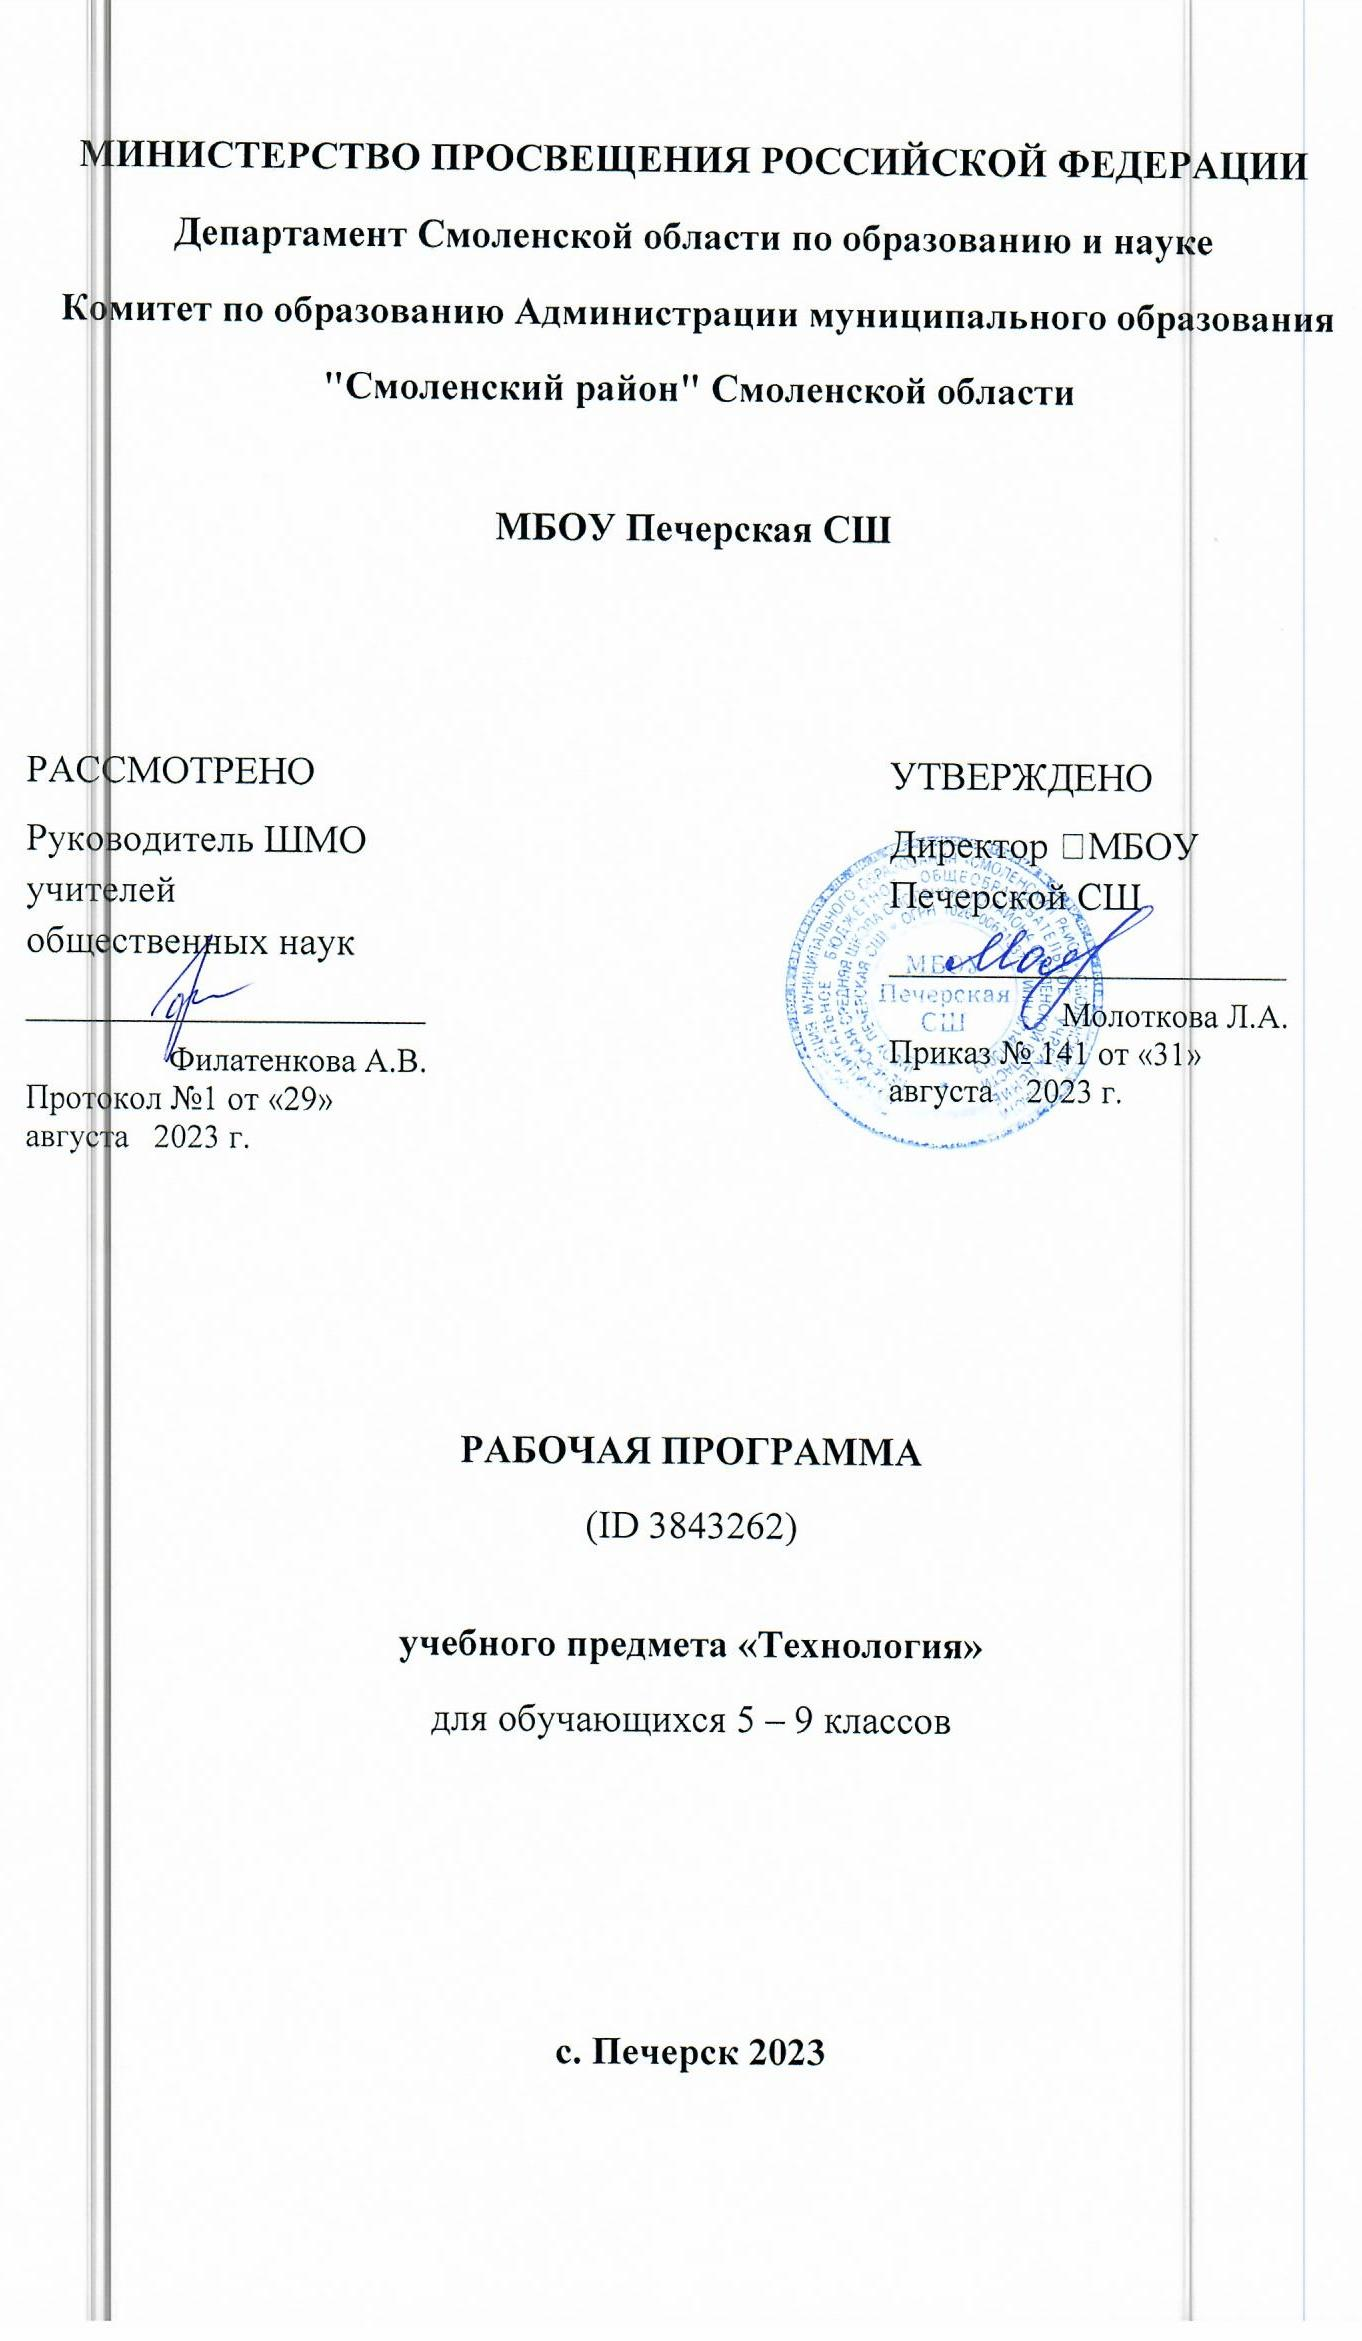 МИНИСТЕРСТВО ПРОСВЕЩЕНИЯ РОССИЙСКОЙ ФЕДЕРАЦИИ
Департамент Смоленской области по образованию и науке
Комитет по образованию Администрации муниципального образования
"Смоленский район" Смоленской области
МБОУ Печерская СШ
РАССМОТРЕНО
Руководитель ШМО
учителей
общественных наук
Филатенкова А.В.
Протокол №1 от «29»
августа 2023 г.
УТВЕРЖДЕНО
Директор МБОУ
Печерской СШ
Молоткова Л.А.
Приказ № 141 от «31»
августа 2023 г.
МБОУ
Печерская
СШ
РАБОЧАЯ ПРОГРАММА
(ID 3843262)
учебного предмета «Технология»
для обучающихся 5 – 9 классов
с. Печерск 2023